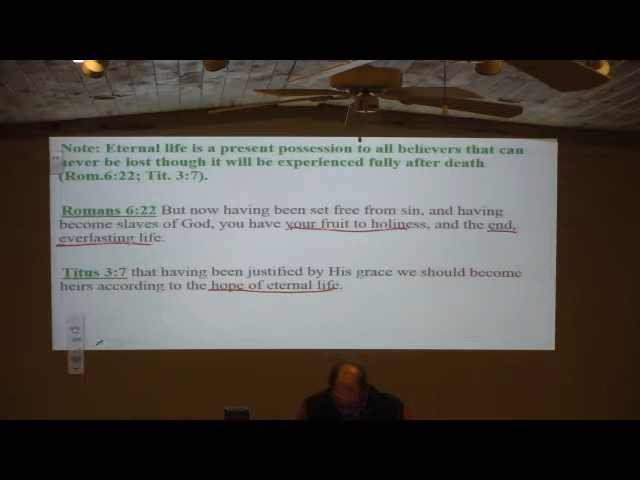 Note: Eternal life is a present possession to all believers that can
never be lost though it will be experienced fully after death
(Rom.6:22; Tit. 3:7).
Romans 6:22 But now having been set free from sin, and having
become slaves of God, you have your fruit to holiness, and the end,
everlasting life.
Titus 3:7 that having been justified by His grace we should become
heirs according to the hope of eternal life.